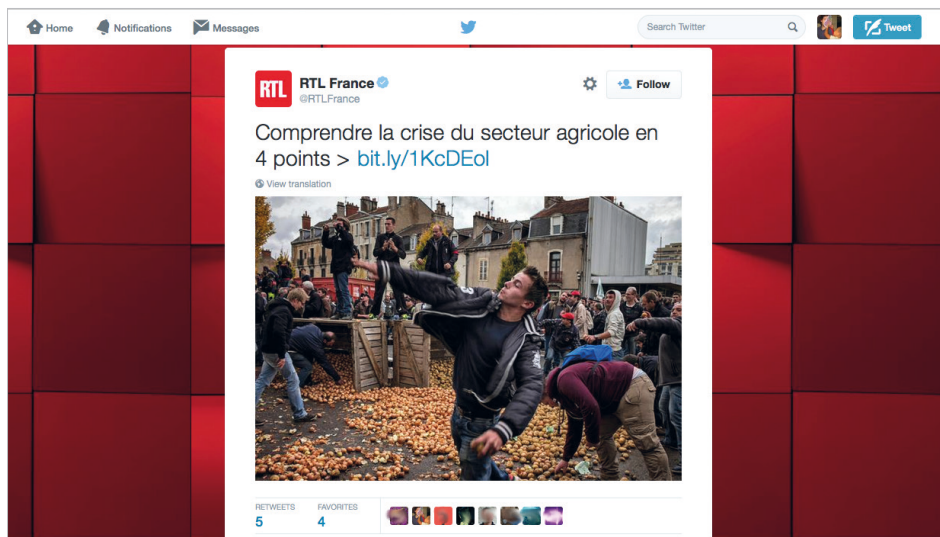 Home Notifications Messages Search Twitter Tweet
RTL RTL France
@RTLFrance
Follow
Comprendre la crise du secteur agricole en
4 points > bit.ly/1KcDEol
View translation
RETWEETS FAVORITES
5 4